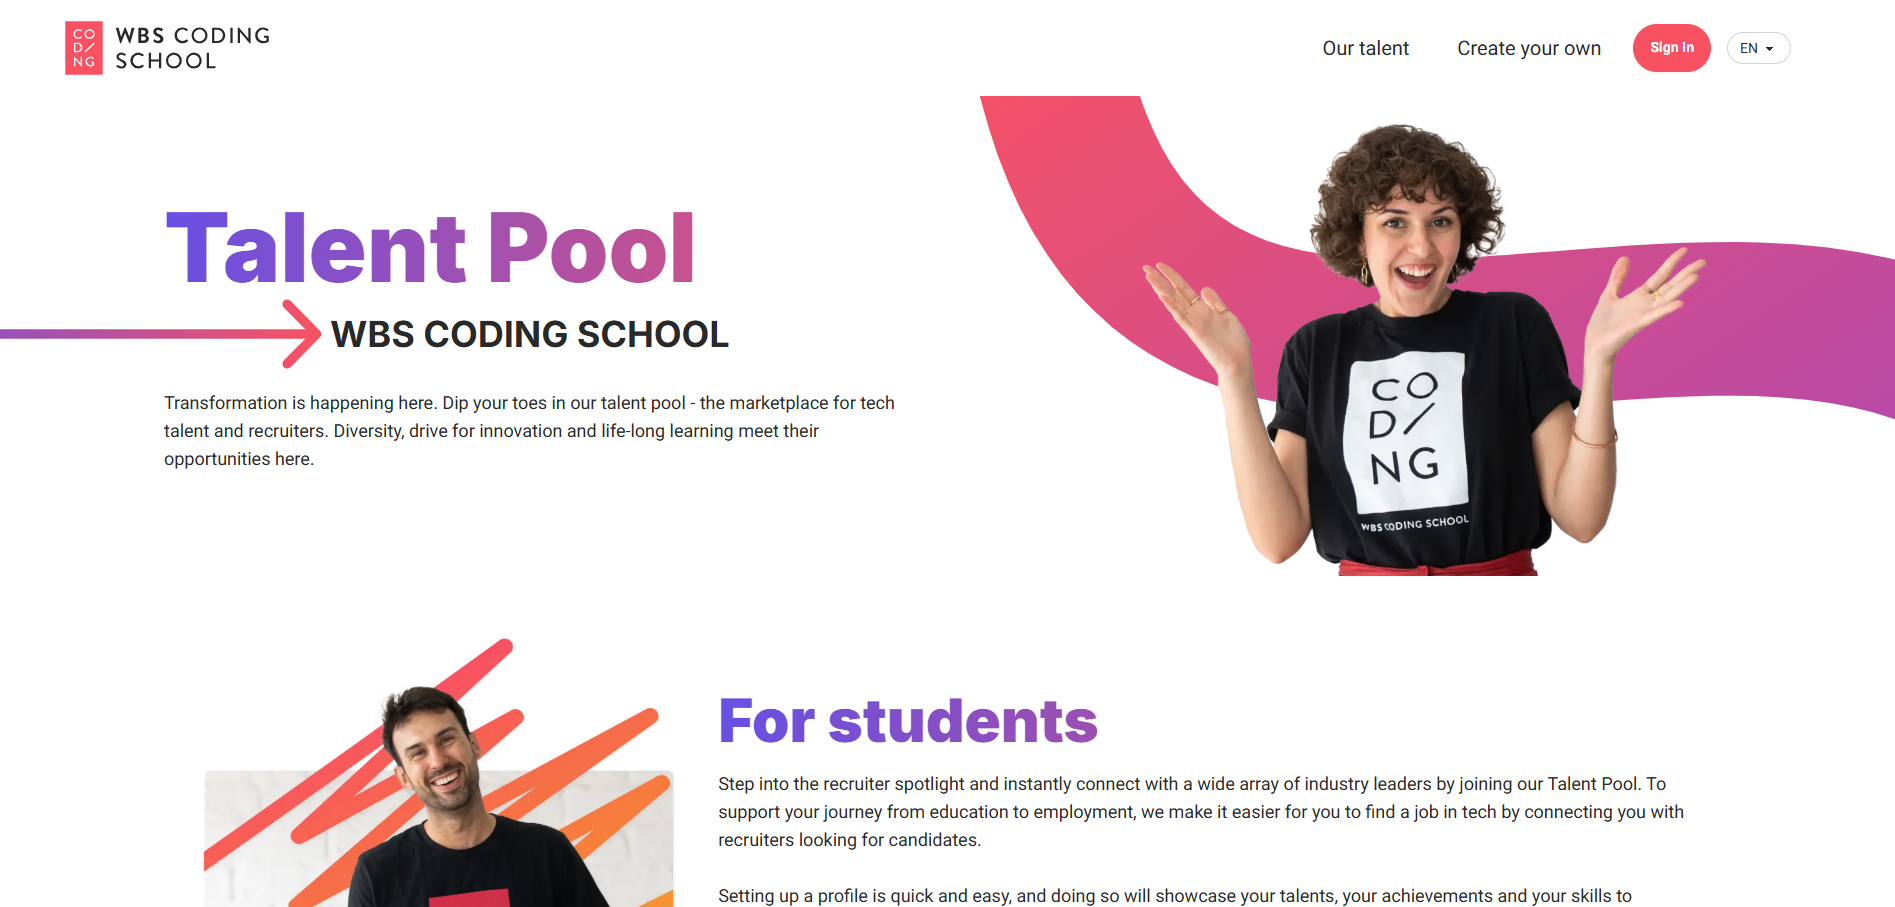 CO
D/
NG
WBS CODING
SCHOOL
Our talent
Create your own
Sign In
EN
Talent Pool
WBS CODING SCHOOL
Transformation is happening here. Dip your toes in our talent pool - the marketplace for tech
talent and recruiters. Diversity, drive for innovation and life-long learning meet their
opportunities here.
CO
D/
NG
WBS CODING SCHOOL
For students
Step into the recruiter spotlight and instantly connect with a wide array of industry leaders by joining our Talent Pool. To
support your journey from education to employment, we make it easier for you to find a job in tech by connecting you with
recruiters looking for candidates.
Setting up a profile is quick and easy, and doing so will showcase your talents, your achievements and your skills to